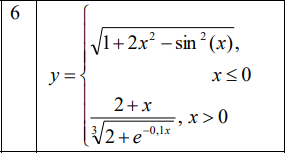 6
y = { √(1 + 2x² − sin²(x)),
x ≤ 0
(2 + x) / ∛(2 + e^(−0,1x)), x > 0